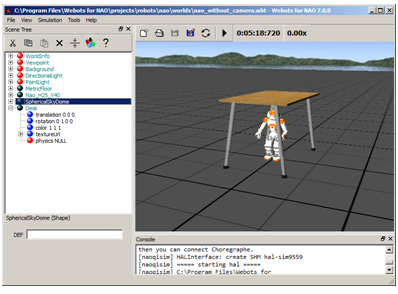 C:\Program Files\Webots for NAO\projects\robots\nao\worlds\nao_without_camera.wbt - Webots for NAO 7.0.0
File Edit View Simulation Tools Help
Scene Tree
0:05:18:720 0.00x
WorldInfo
Viewpoint
Background
DirectionalLight
PointLight
MetricFloor
Nao_H25_V40
SphericalSkyDome
Desk
translation 0 0 0
rotation 0 1 0 0
color 1 1 1
textureUrl
physics NULL
SphericalSkyDome (Shape)
DEF
Console
then you can connect Choregraphe.
[naoqisim] HALInterface: create SHM hal-sim9559
[naoqisim] ===== starting hal =====
[naoqisim] C:\Program Files\Webots for